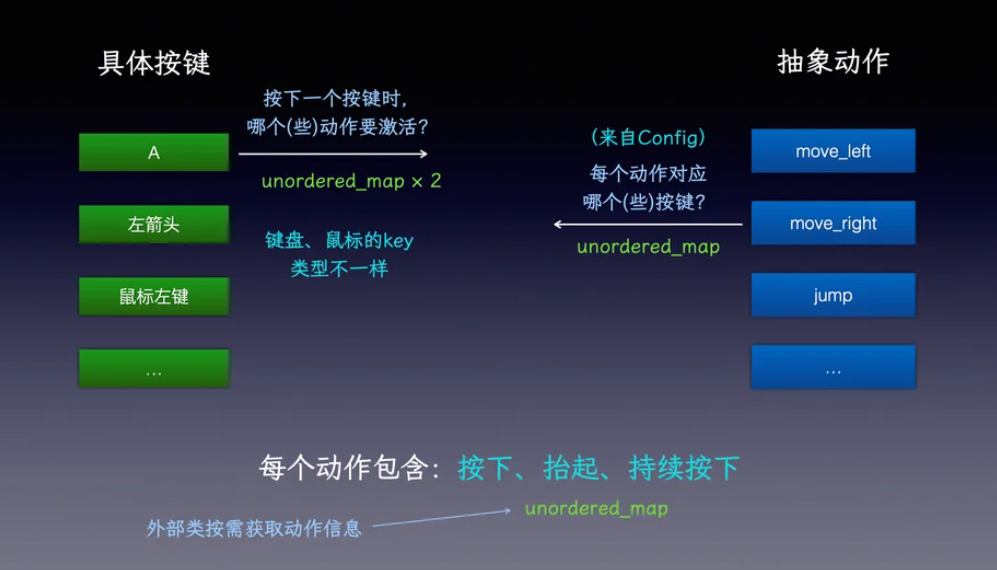 具体按键
抽象动作
按下一个按键时，
哪个(些)动作要激活？
unordered_map × 2
键盘、鼠标的key
类型不一样
A
左箭头
鼠标左键
...
（来自Config）
每个动作对应
哪个(些)按键？
unordered_map
move_left
move_right
jump
...
每个动作包含：按下、抬起、持续按下
unordered_map
外部类按需获取动作信息